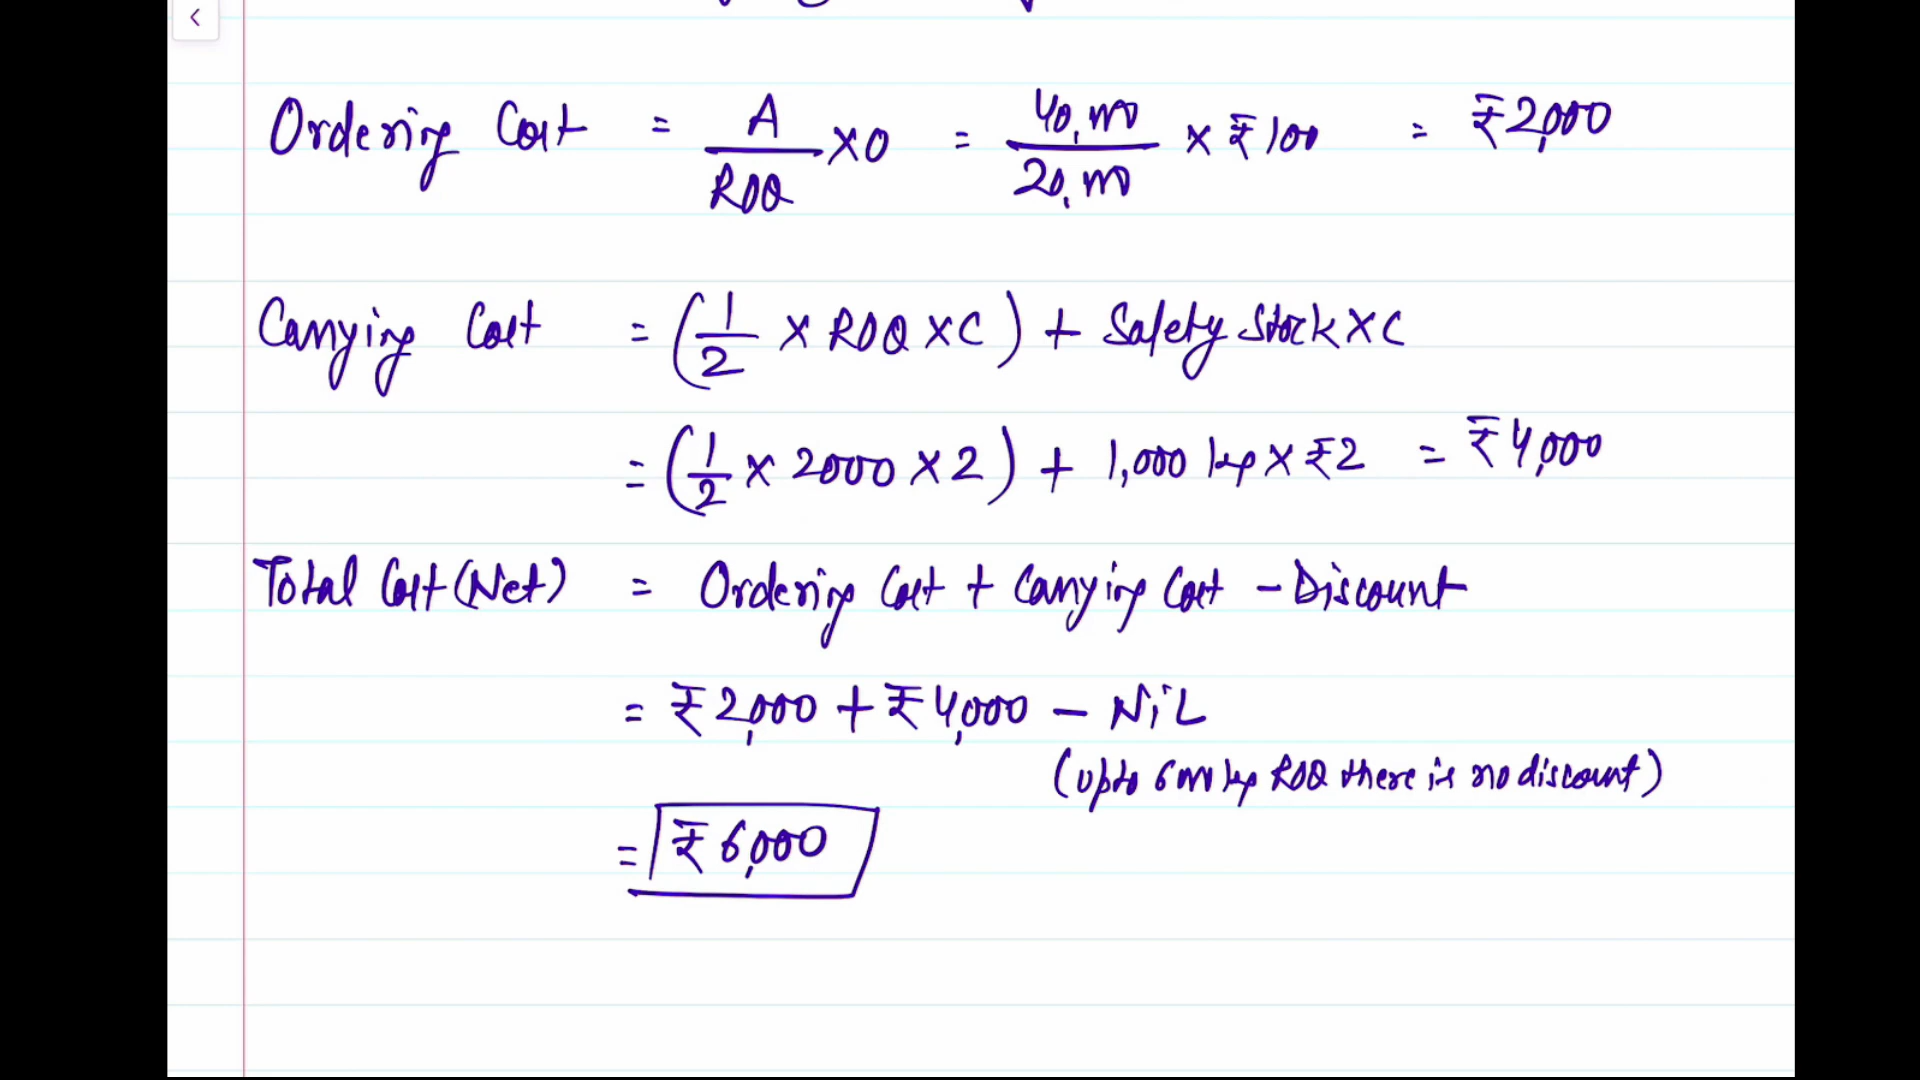 Ordering Cost = A/ROQ × O = 40,000/20,00 × ₹100 = ₹2,000
Carrying Cost = (1/2 × ROQ × C) + Safety Stock × C
= (1/2 × 2000 × 2) + 1,000 kg × ₹2 = ₹4,000
Total Cost (Net) = Ordering Cost + Carrying Cost - Discount
= ₹2,000 + ₹4,000 - NiL
(upto 6000 kg ROQ there is no discount)
= ₹6,000